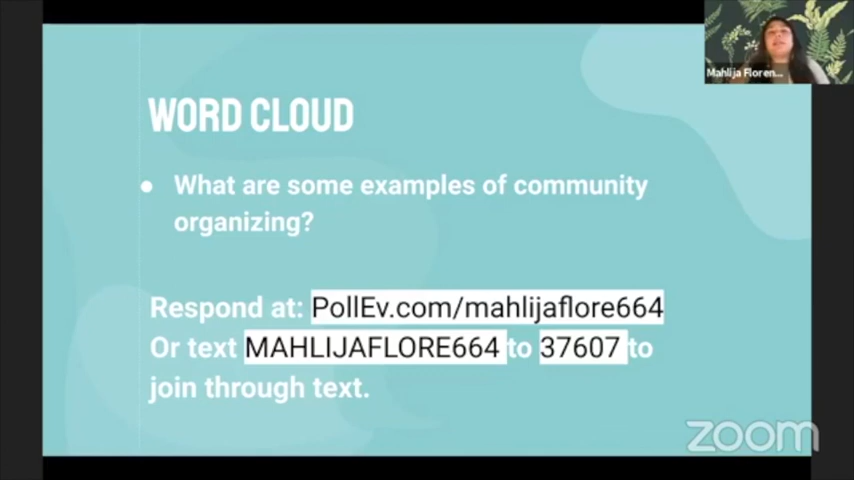 Mahlija Floren...
WORD CLOUD
● What are some examples of community
organizing?
Respond at: PollEv.com/mahlijaflore664
Or text MAHLIJAFLORE664 to 37607 to
join through text.
zoom